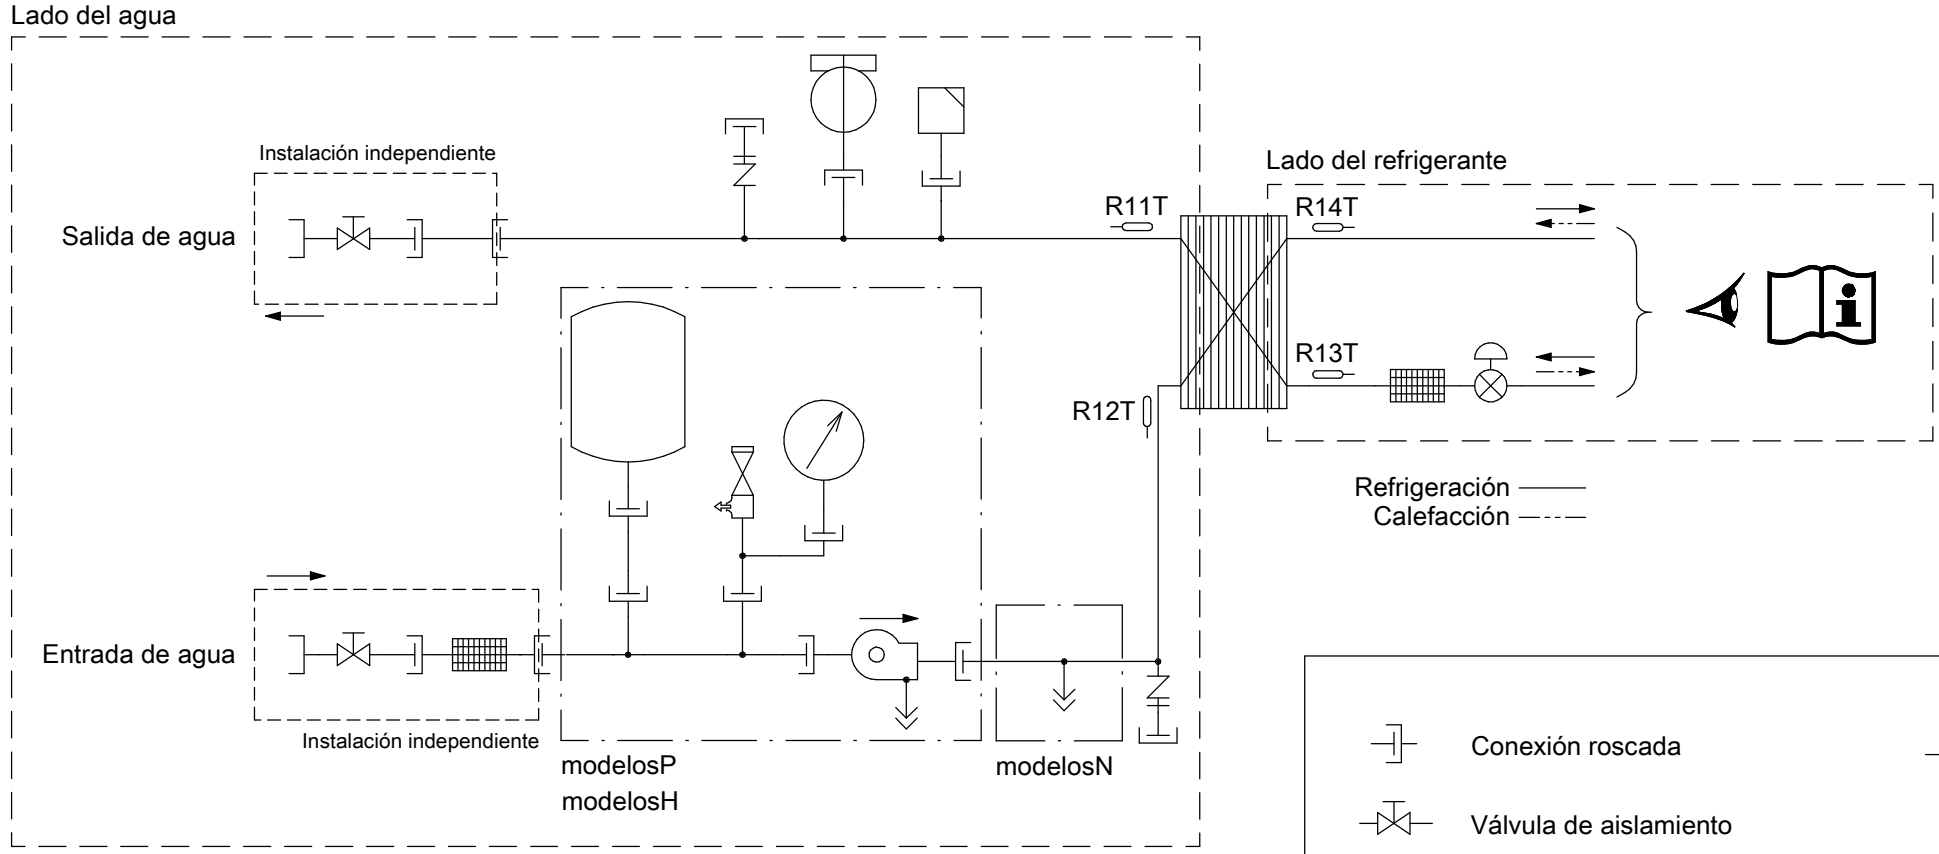 Lado del agua
Instalación independiente
Lado del refrigerante
R11T
R14T
Salida de agua
R13T
R12T
Refrigeración
Calefacción
Entrada de agua
Instalación independiente
modelosP
modelosH
modelosN
Conexión roscada
Válvula de aislamiento